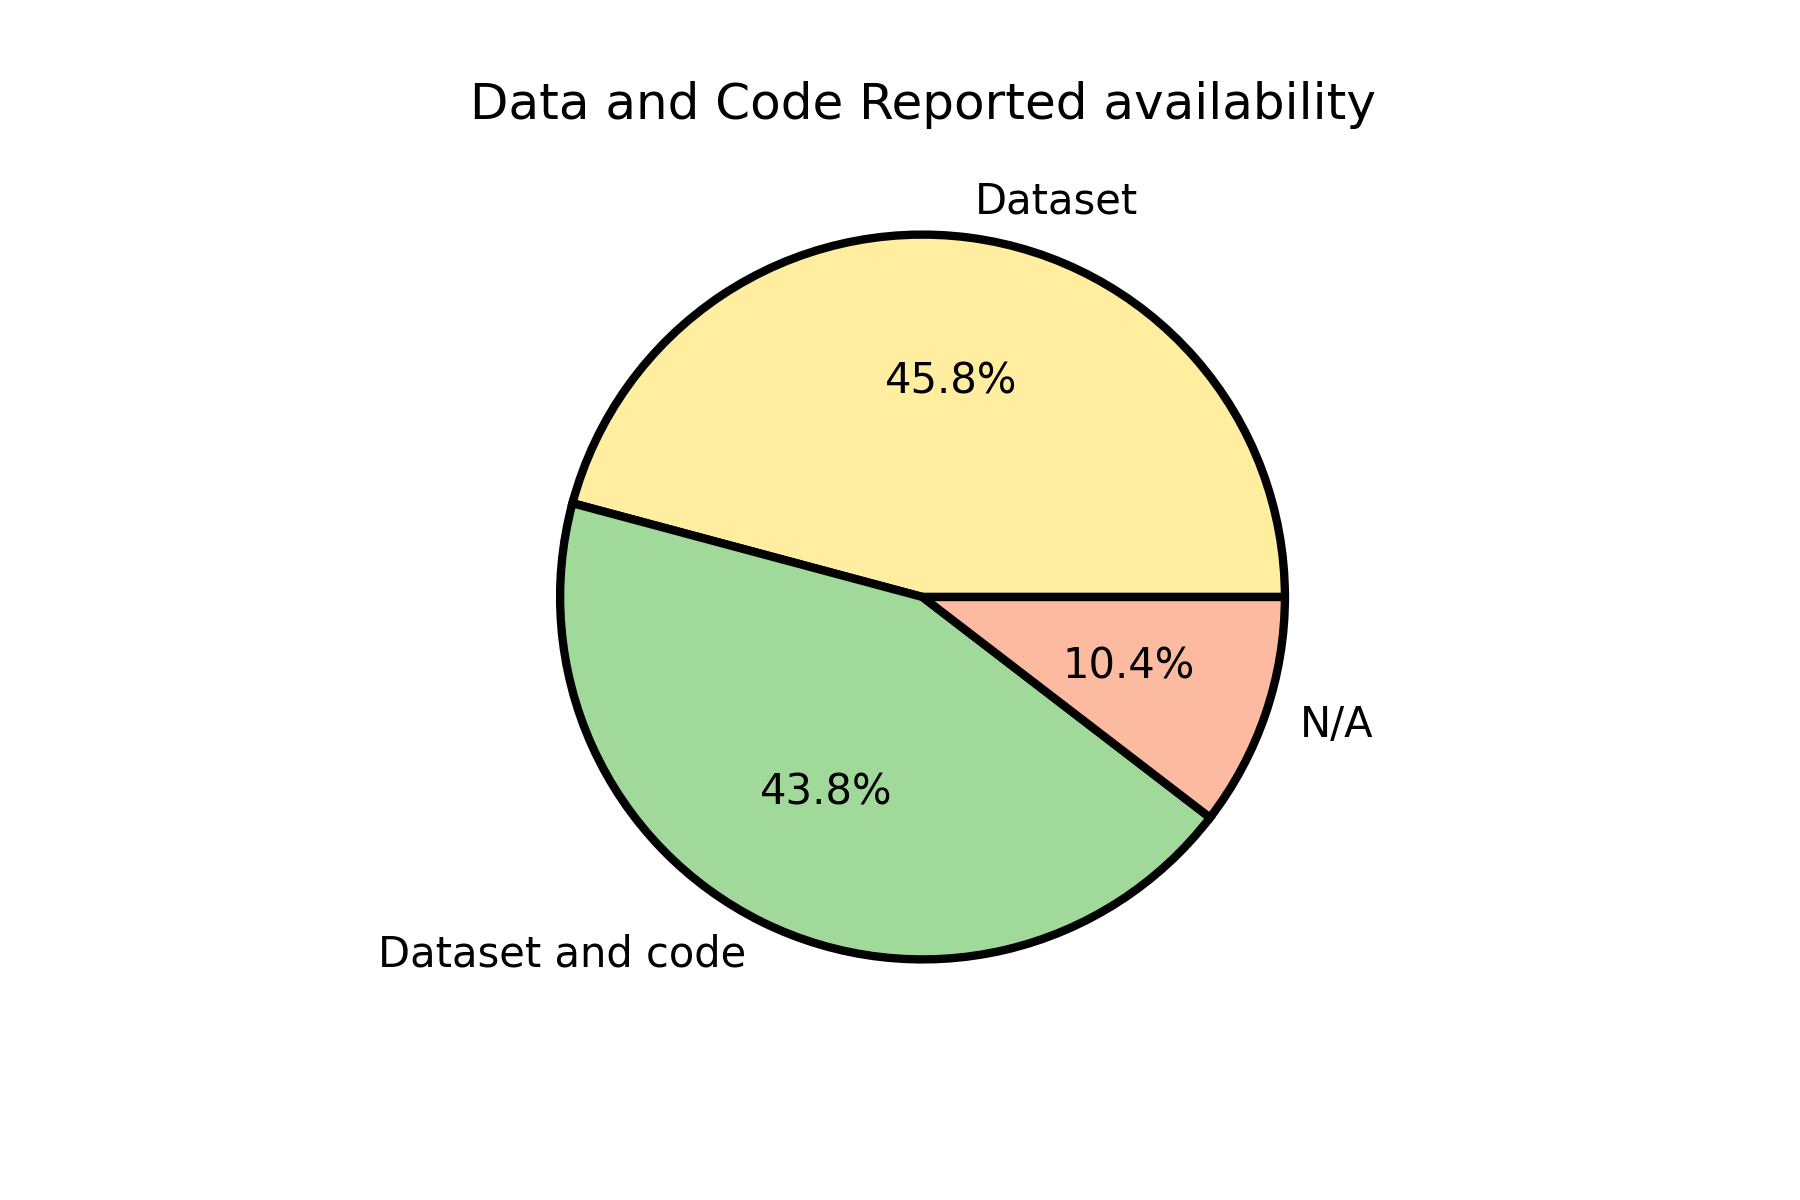 Data and Code Reported availability
Dataset
45.8%
10.4%
N/A
43.8%
Dataset and code